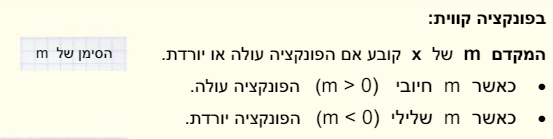 בפונקציה קווית:
המקדם m של x קובע אם הפונקציה עולה או יורדת.
הסימן של m
• כאשר m חיובי (m > 0) הפונקציה עולה.
• כאשר m שלילי (m < 0) הפונקציה יורדת.